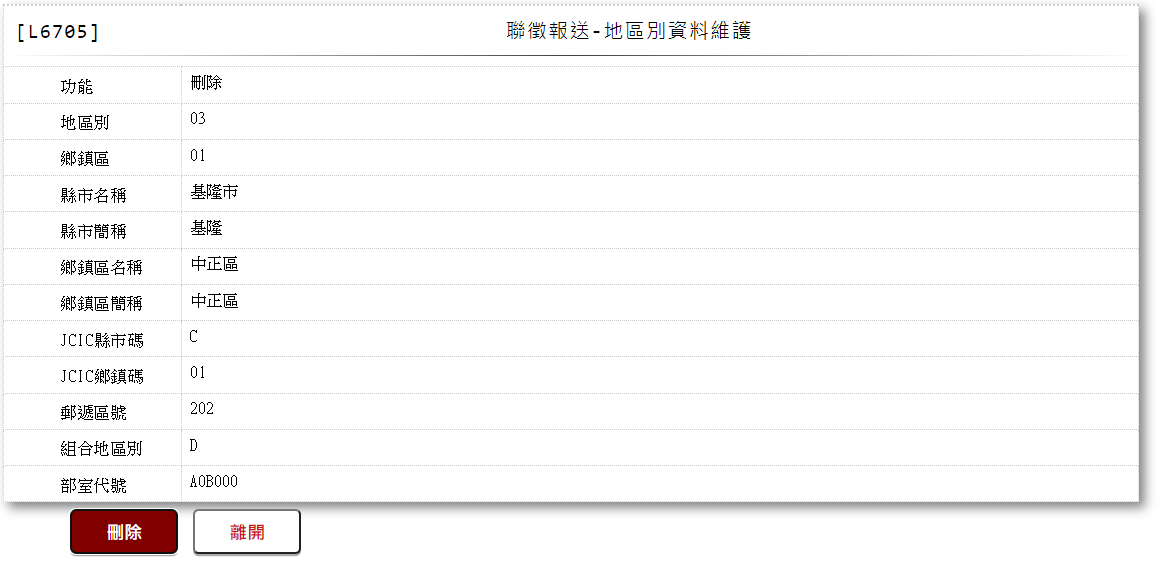 [L6705] 聯徵報送-地區別資料維護
功能 刪除
地區別 03
鄉鎮區 01
縣市名稱 基隆市
縣市簡稱 基隆
鄉鎮區名稱 中正區
鄉鎮區簡稱 中正區
JCIC縣市碼 C
JCIC鄉鎮碼 01
郵遞區號 202
組合地區別 D
部室代號 A0B000
刪除 離開